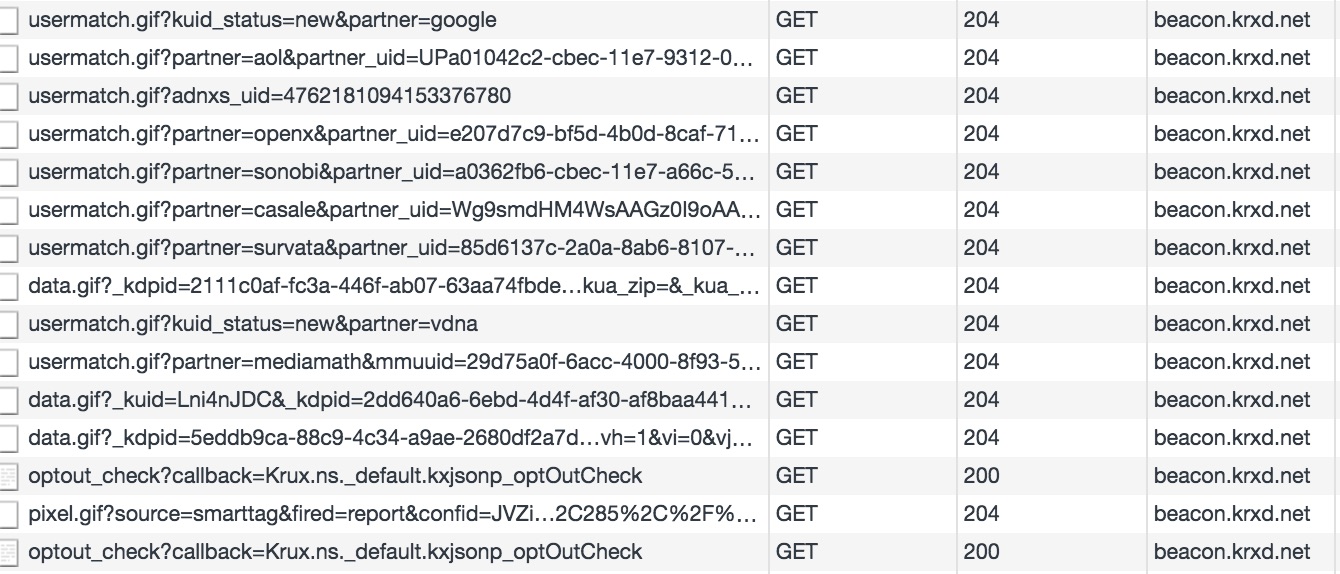 usermatch.gif?kuid_status=new&partner=google GET 204 beacon.krxd.net
usermatch.gif?partner=aol&partner_uid=UPa01042c2-cbec-11e7-9312-0... GET 204 beacon.krxd.net
usermatch.gif?adnxs_uid=4762181094153376780 GET 204 beacon.krxd.net
usermatch.gif?partner=openx&partner_uid=e207d7c9-bf5d-4b0d-8caf-71... GET 204 beacon.krxd.net
usermatch.gif?partner=sonobi&partner_uid=a0362fb6-cbec-11e7-a66c-5... GET 204 beacon.krxd.net
usermatch.gif?partner=casale&partner_uid=Wg9smdHM4WsAAGz0I9oAA... GET 204 beacon.krxd.net
usermatch.gif?partner=survata&partner_uid=85d6137c-2a0a-8ab6-8107-... GET 204 beacon.krxd.net
data.gif?_kdpid=2111c0af-fc3a-446f-ab07-63aa74fbde...kua_zip=&_kua_... GET 204 beacon.krxd.net
usermatch.gif?kuid_status=new&partner=vdna GET 204 beacon.krxd.net
usermatch.gif?partner=mediamath&mmuuid=29d75a0f-6acc-4000-8f93-5... GET 204 beacon.krxd.net
data.gif?_kuid=Lni4nJDC&_kdpid=2dd640a6-6ebd-4d4f-af30-af8baa441... GET 204 beacon.krxd.net
data.gif?_kdpid=5eddb9ca-88c9-4c34-a9ae-2680df2a7d...vh=1&vi=0&vj... GET 204 beacon.krxd.net
optout_check?callback=Krux.ns._default.kxjsonp_optOutCheck GET 200 beacon.krxd.net
pixel.gif?source=smarttag&fired=report&confid=JVZi...2C285%2C%2F%... GET 204 beacon.krxd.net
optout_check?callback=Krux.ns._default.kxjsonp_optOutCheck GET 200 beacon.krxd.net